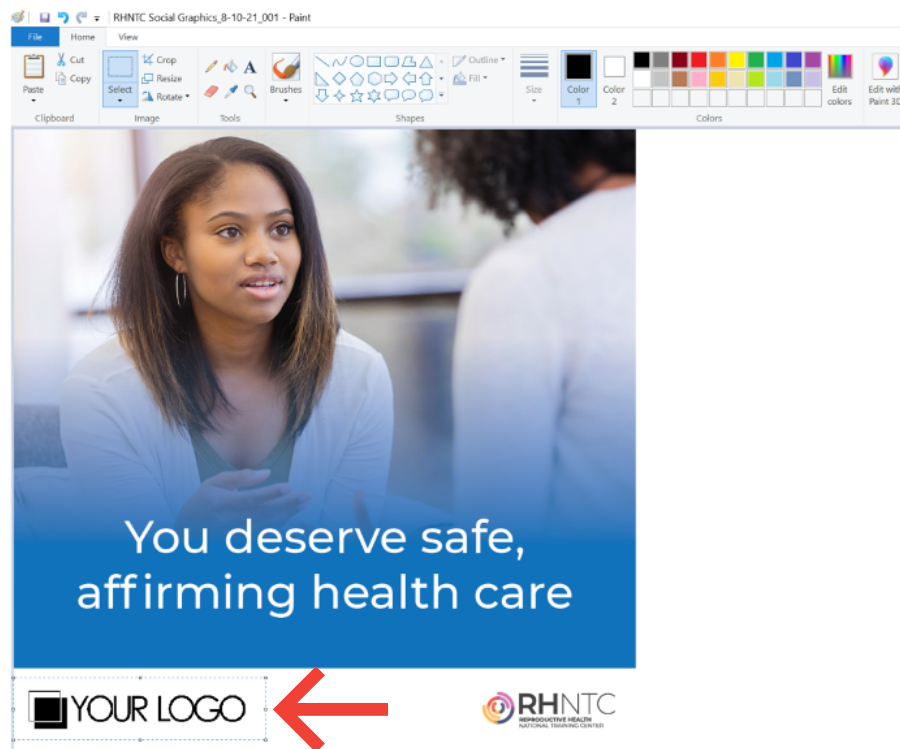 RHNTC Social Graphics_8-10-21_001 - Paint
File Home View
Paste
Cut
Copy
Clipboard
Select
Crop
Resize
Rotate
Image
A
Tools
Brushes
Outline
Fill
Shapes
Size
Color 1
Color 2
Colors
Edit colors
Edit with Paint 3D
You deserve safe,
affirming health care
YOUR LOGO
RHNTC
REPRODUCTIVE HEALTH
NATIONAL TRAINING CENTER